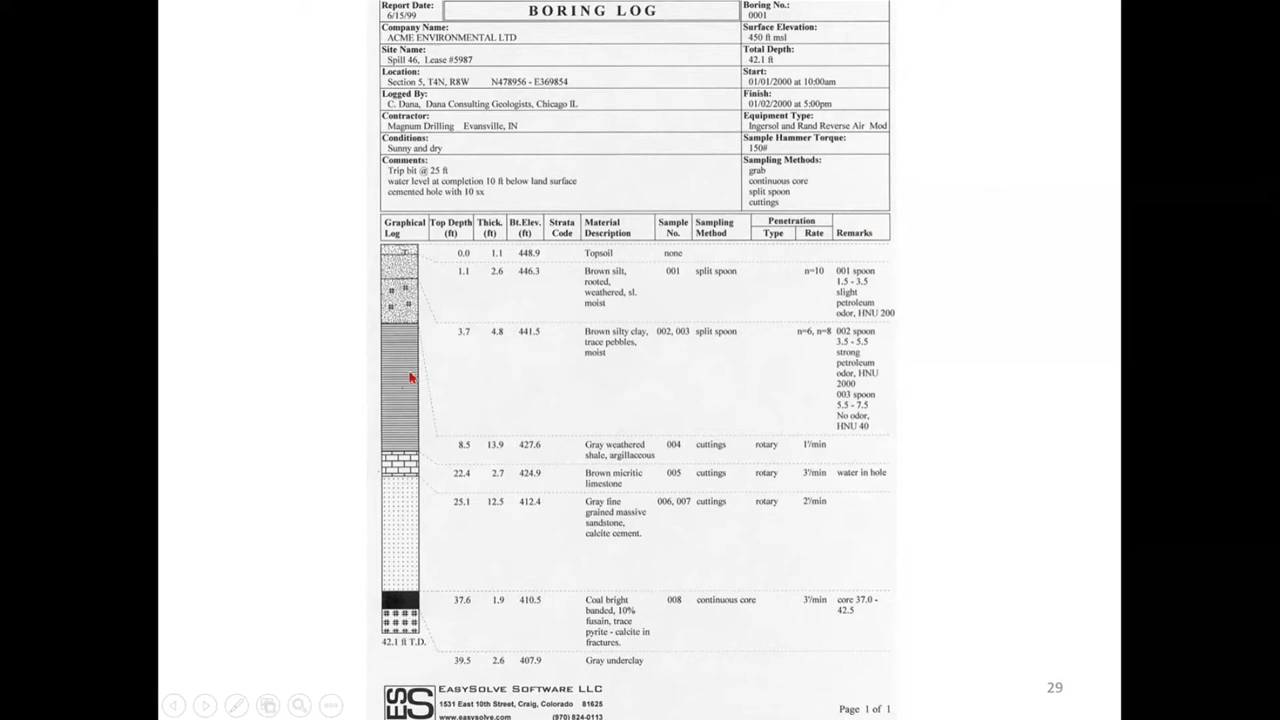 Report Date:
6/15/99
BORING LOG
Boring No.:
0001
Company Name:
ACME ENVIRONMENTAL LTD
Surface Elevation:
450 ft msl
Site Name:
Spill 46, Lease #5987
Total Depth:
42.1 ft
Location:
Section 5, T4N, R8W N478956 - E369854
Start:
01/01/2000 at 10:00am
Logged By:
C. Dana, Dana Consulting Geologists, Chicago IL
Finish:
01/02/2000 at 5:00pm
Contractor:
Magnum Drilling Evansville, IN
Equipment Type:
Ingersol and Rand Reverse Air Mod
Conditions:
Sunny and dry
Sample Hammer Torque:
150#
Comments:
Trip bit @ 25 ft
water level at completion 10 ft below land surface
cemented hole with 10 sx
Sampling Methods:
grab
continuous core
split spoon
cuttings
Graphical Log Top Depth (ft) Thick. (ft) Bt.Elev. (ft) Strata Code Material Description Sample No. Sampling Method Penetration Type Rate Remarks
0.0 1.1 448.9 Topsoil none
1.1 2.6 446.3 Brown silt, 001 split spoon n=10 001 spoon
rooted, 1.5 - 3.5
weathered, sl. slight
moist petroleum
odor, HNU 200
3.7 4.8 441.5 Brown silty clay, 002, 003 split spoon n=6, n=8 002 spoon
trace pebbles, 3.5 - 5.5
moist strong
petroleum
odor, HNU
2000
003 spoon
5.5 - 7.5
No odor,
HNU 40
8.5 13.9 427.6 Gray weathered 004 cuttings rotary 1'/min
shale, argillaceous
22.4 2.7 424.9 Brown micritic 005 cuttings rotary 3'/min water in hole
limestone
25.1 12.5 412.4 Gray fine 006, 007 cuttings rotary 2'/min
grained massive
sandstone,
calcite cement.
37.6 1.9 410.5 Coal bright 008 continuous core 3'/min core 37.0 -
banded, 10% 42.5
fusain, trace
pyrite - calcite in
fractures.
42.1 ft T.D.
39.5 2.6 407.9 Gray underclay
ES
EASYSOLVE SOFTWARE LLC
1531 East 10th Street, Craig, Colorado 81625
www.easysolve.com (970) 824-0113
Page 1 of 1
29